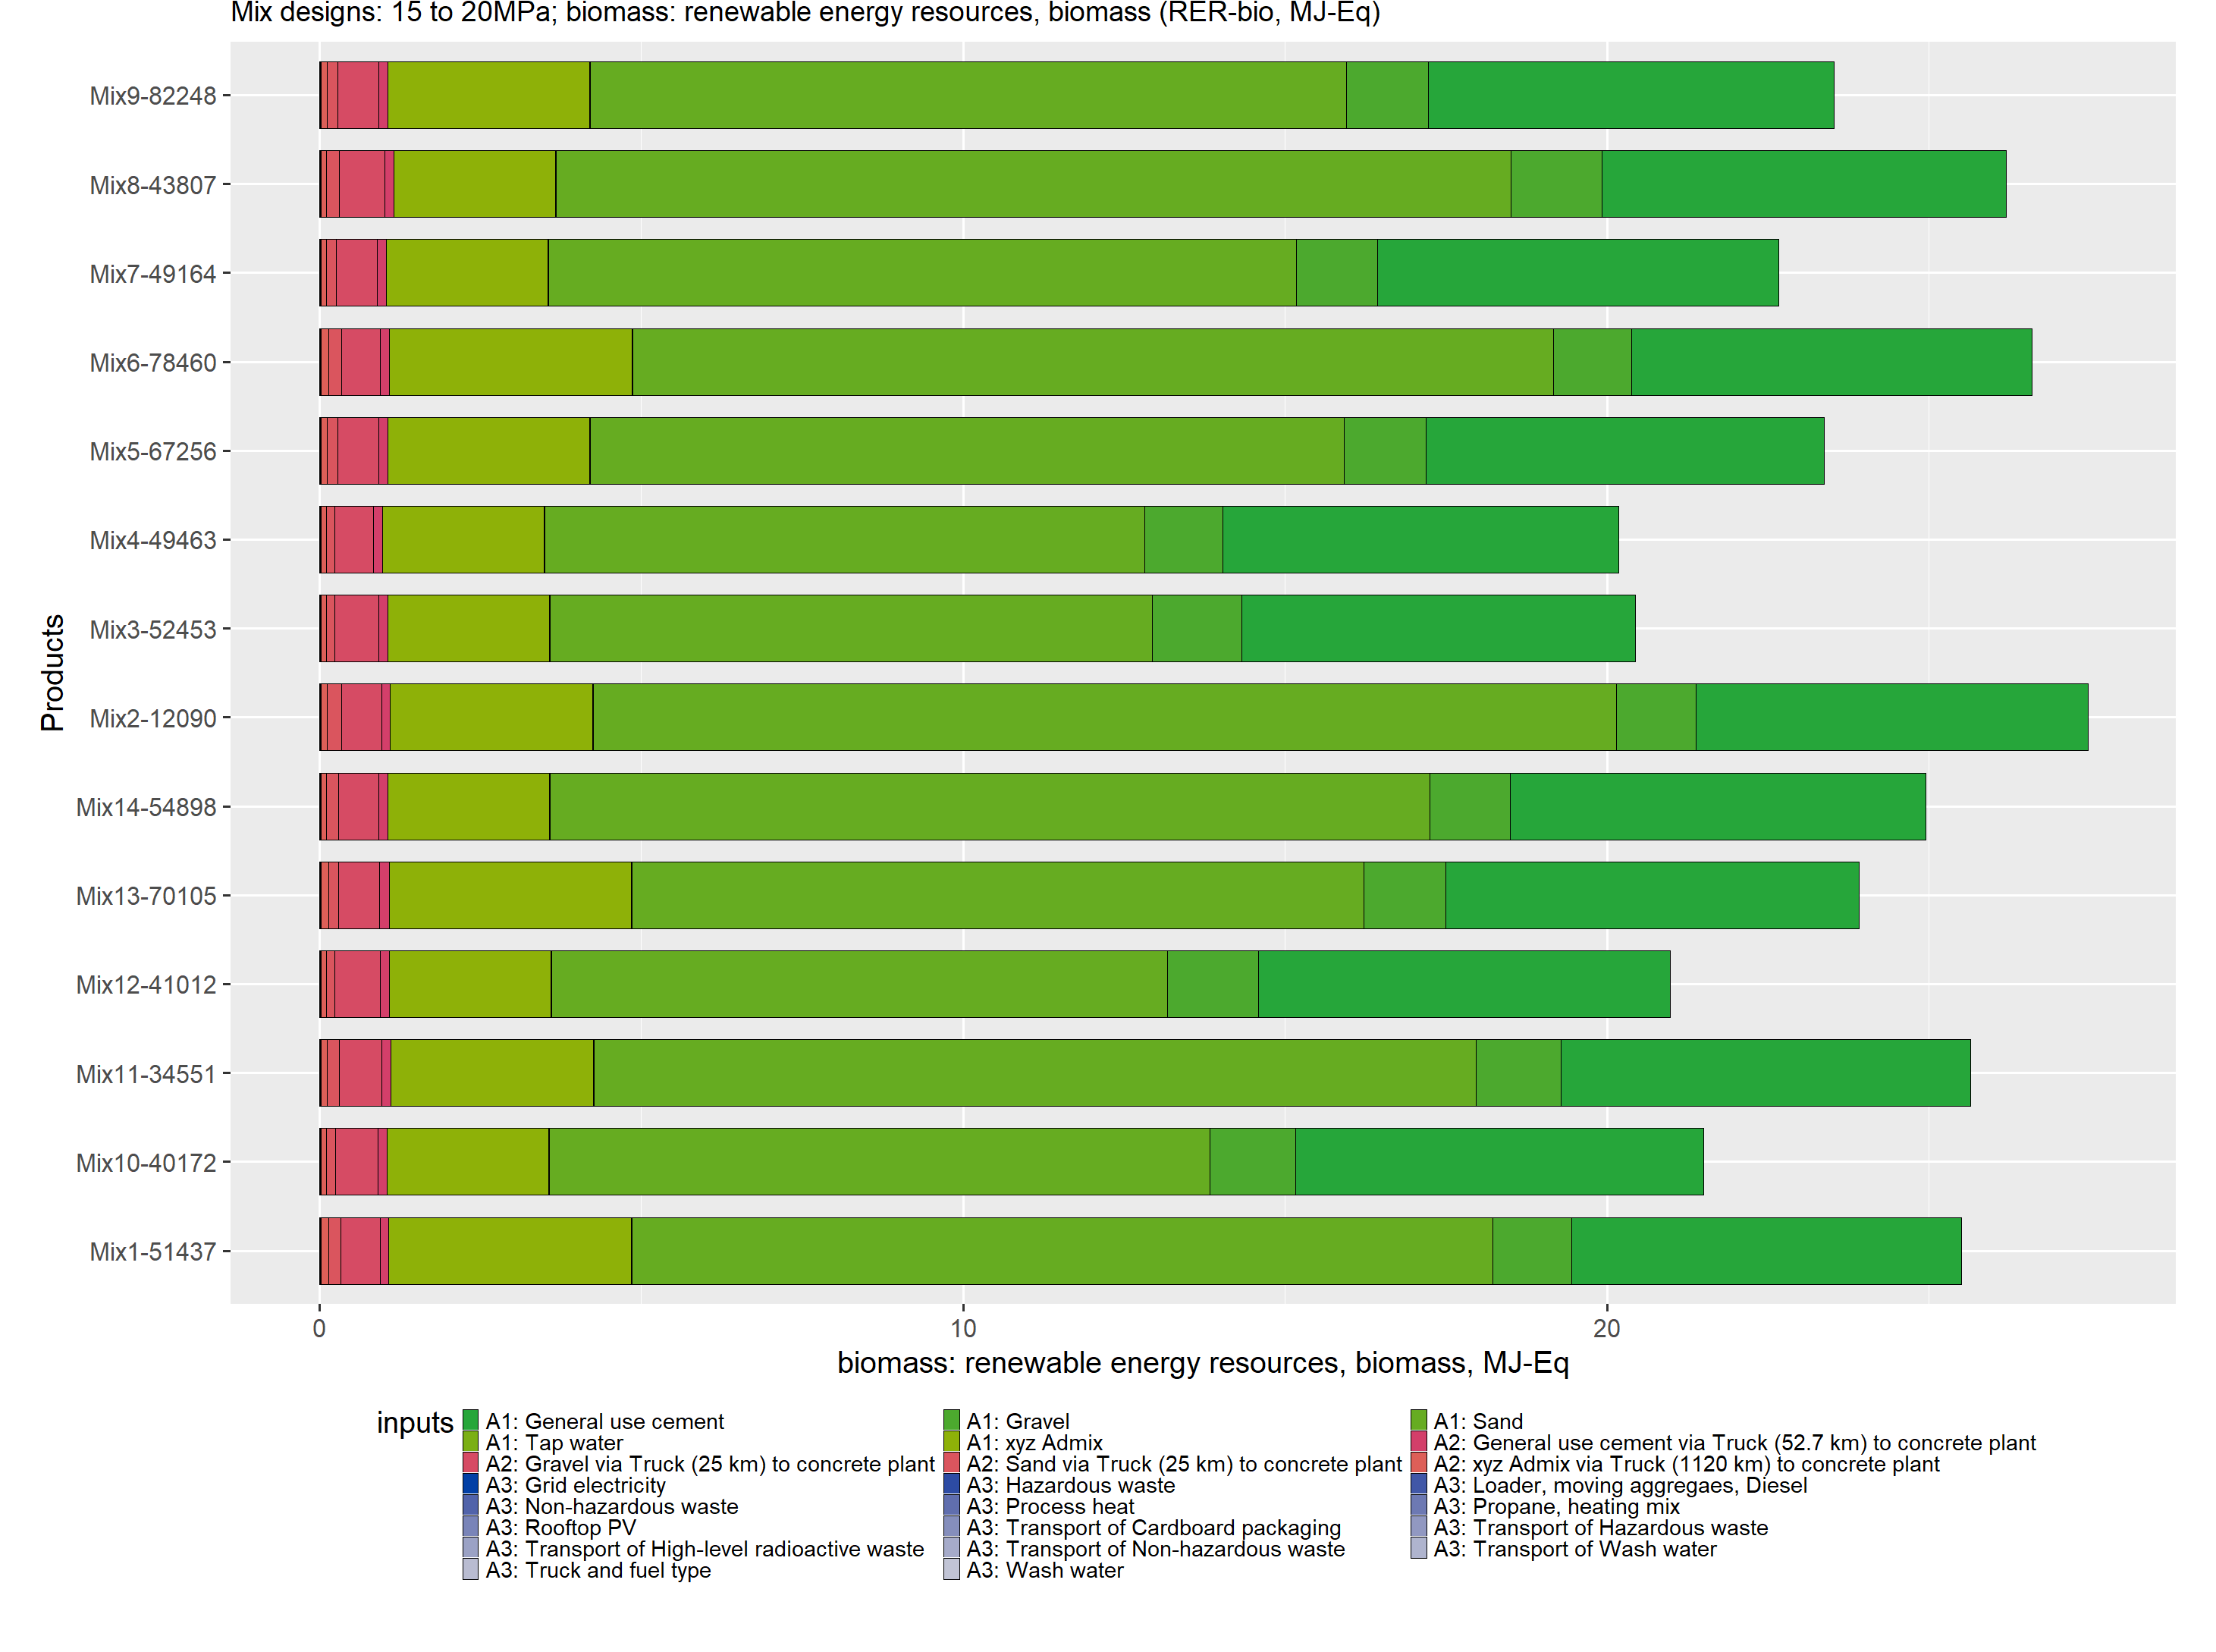 Mix designs: 15 to 20MPa; biomass: renewable energy resources, biomass (RER-bio, MJ-Eq)
Products
Mix9-82248
Mix8-43807
Mix7-49164
Mix6-78460
Mix5-67256
Mix4-49463
Mix3-52453
Mix2-12090
Mix14-54898
Mix13-70105
Mix12-41012
Mix11-34551
Mix10-40172
Mix1-51437
0 10 20
biomass: renewable energy resources, biomass, MJ-Eq
inputs
A1: General use cement A1: Gravel A1: Sand
A1: Tap water A1: xyz Admix A2: General use cement via Truck (52.7 km) to concrete plant
A2: Gravel via Truck (25 km) to concrete plant A2: Sand via Truck (25 km) to concrete plant A2: xyz Admix via Truck (1120 km) to concrete plant
A3: Grid electricity A3: Hazardous waste A3: Loader, moving aggregaes, Diesel
A3: Non-hazardous waste A3: Process heat A3: Propane, heating mix
A3: Rooftop PV A3: Transport of Cardboard packaging A3: Transport of Hazardous waste
A3: Transport of High-level radioactive waste A3: Transport of Non-hazardous waste A3: Transport of Wash water
A3: Truck and fuel type A3: Wash water